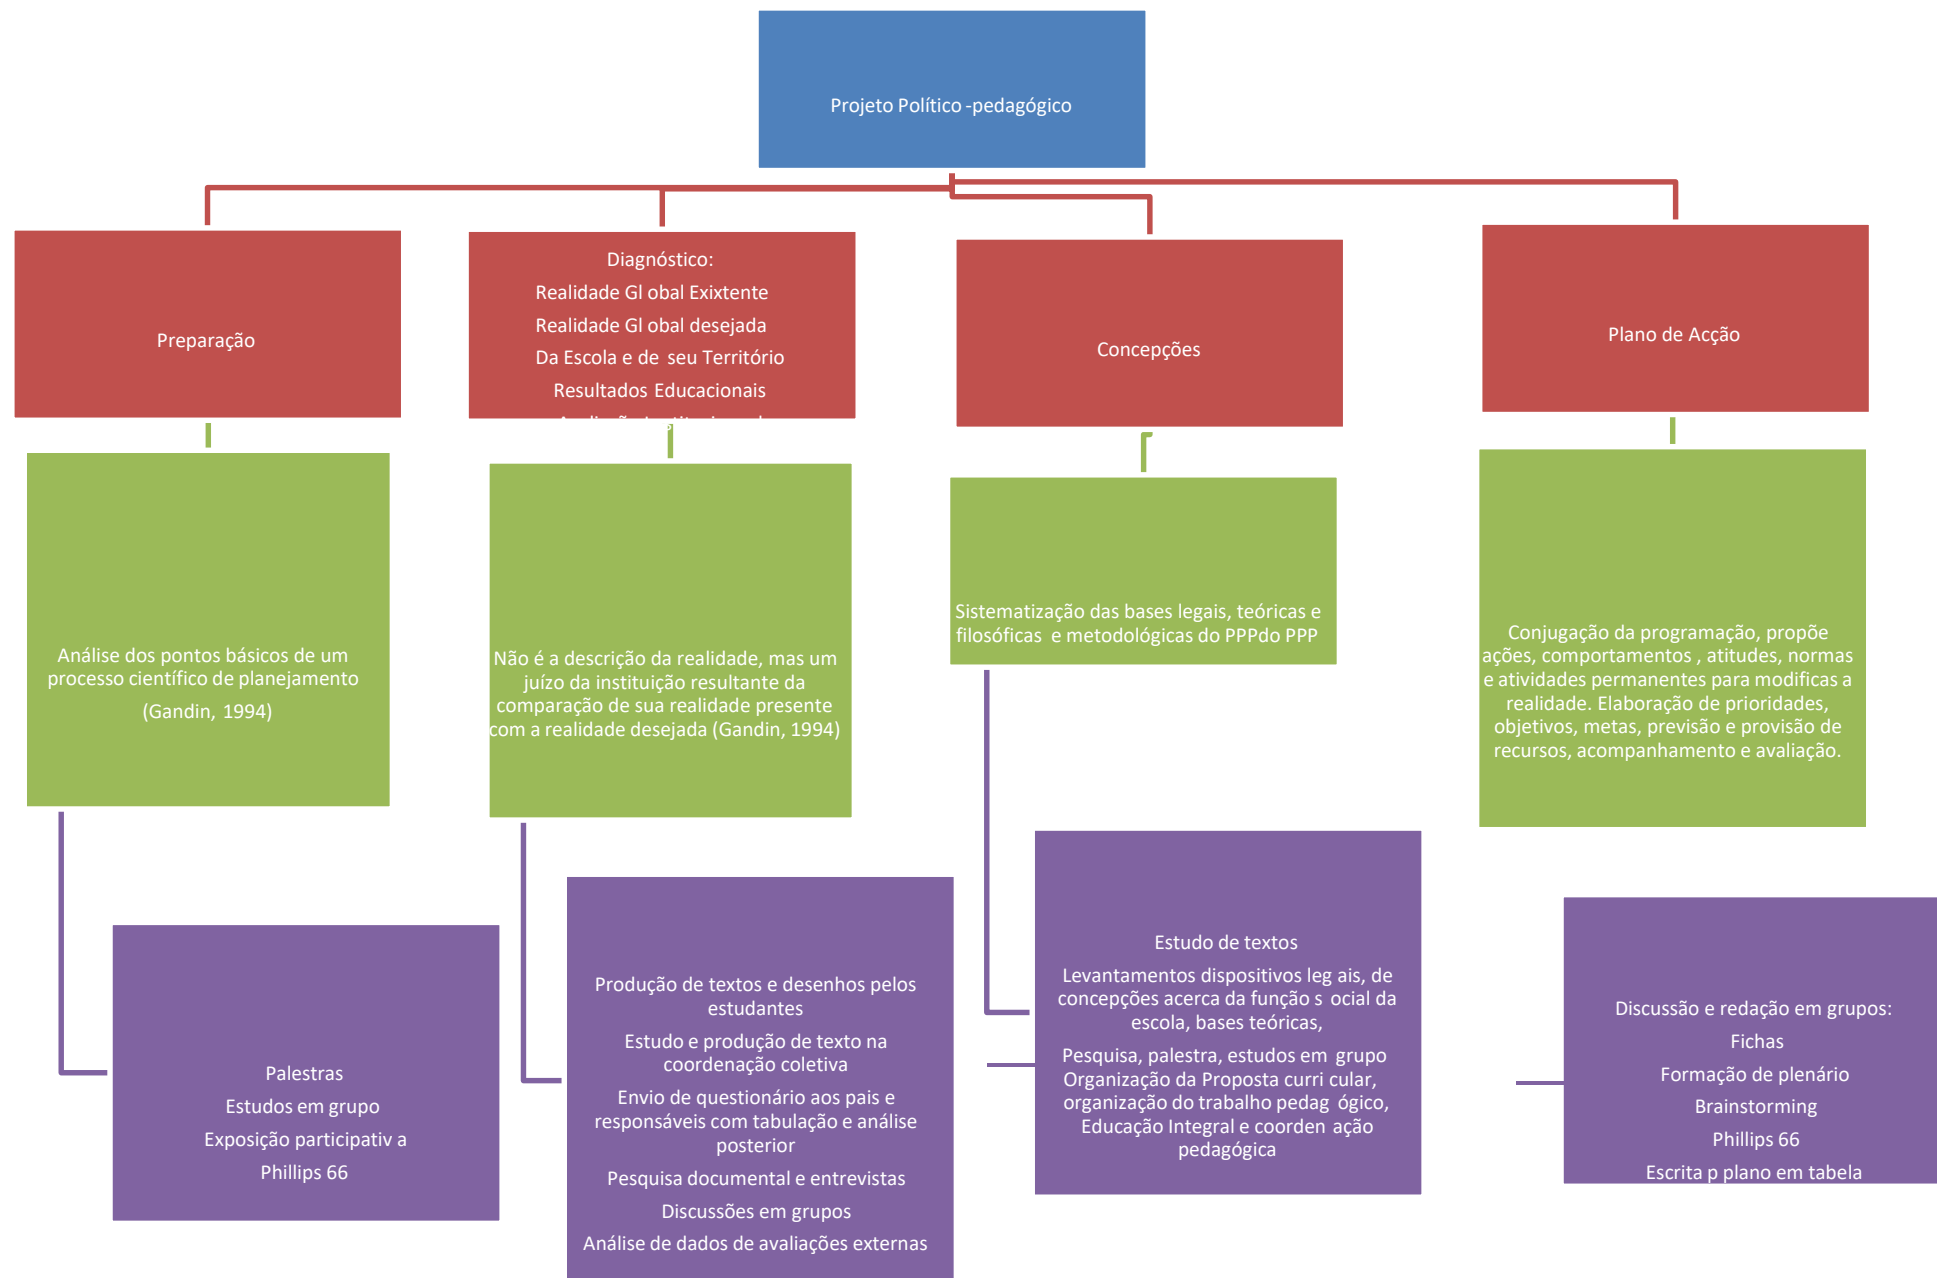 Projeto Político -pedagógico
Preparação
Diagnóstico:
Realidade Gl obal Exixtente
Realidade Gl obal desejada
Da Escola e de seu Território
Resultados Educacionais
Concepções
Plano de Acção
Análise dos pontos básicos de um
processo científico de planejamento
(Gandin, 1994)
Não é a descrição da realidade, mas um
juízo da instituição resultante da
comparação de sua realidade presente
com a realidade desejada (Gandin, 1994)
Sistematização das bases legais, teóricas e
filosóficas e metodológicas do PPPdo PPP
Conjugação da programação, propõe
ações, comportamentos , atitudes, normas
e atividades permanentes para modificas a
realidade. Elaboração de prioridades,
objetivos, metas, previsão e provisão de
recursos, acompanhamento e avaliação.
Palestras
Estudos em grupo
Exposição participativ a
Phillips 66
Produção de textos e desenhos pelos
estudantes
Estudo e produção de texto na
coordenação coletiva
Envio de questionário aos pais e
responsáveis com tabulação e análise
posterior
Pesquisa documental e entrevistas
Discussões em grupos
Análise de dados de avaliações externas
Estudo de textos
Levantamentos dispositivos leg ais, de
concepções acerca da função s ocial da
escola, bases teóricas,
Pesquisa, palestra, estudos em grupo
Organização da Proposta curri cular,
organização do trabalho pedag ógico,
Educação Integral e coorden ação
pedagógica
Discussão e redação em grupos:
Fichas
Formação de plenário
Brainstorming
Phillips 66
Escrita p plano em tabela